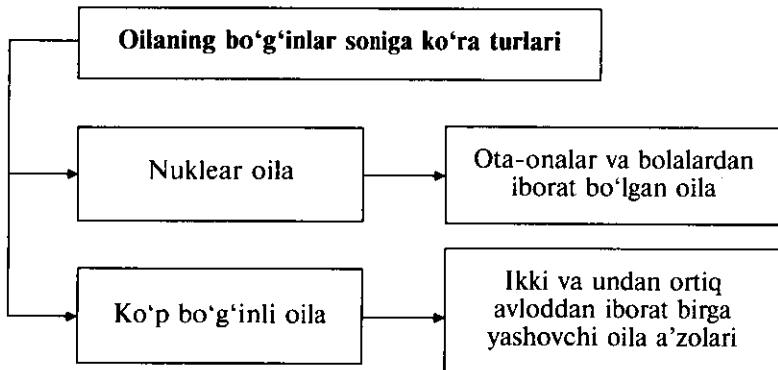 Oilaning bo‘g‘inlar soniga ko‘ra turlari
Nuklear oila
Ota-onalar va bolalardan
iborat bo‘lgan oila
Ko‘p bo‘g‘inli oila
Ikki va undan ortiq
avloddan iborat birga
yashovchi oila a’zolari